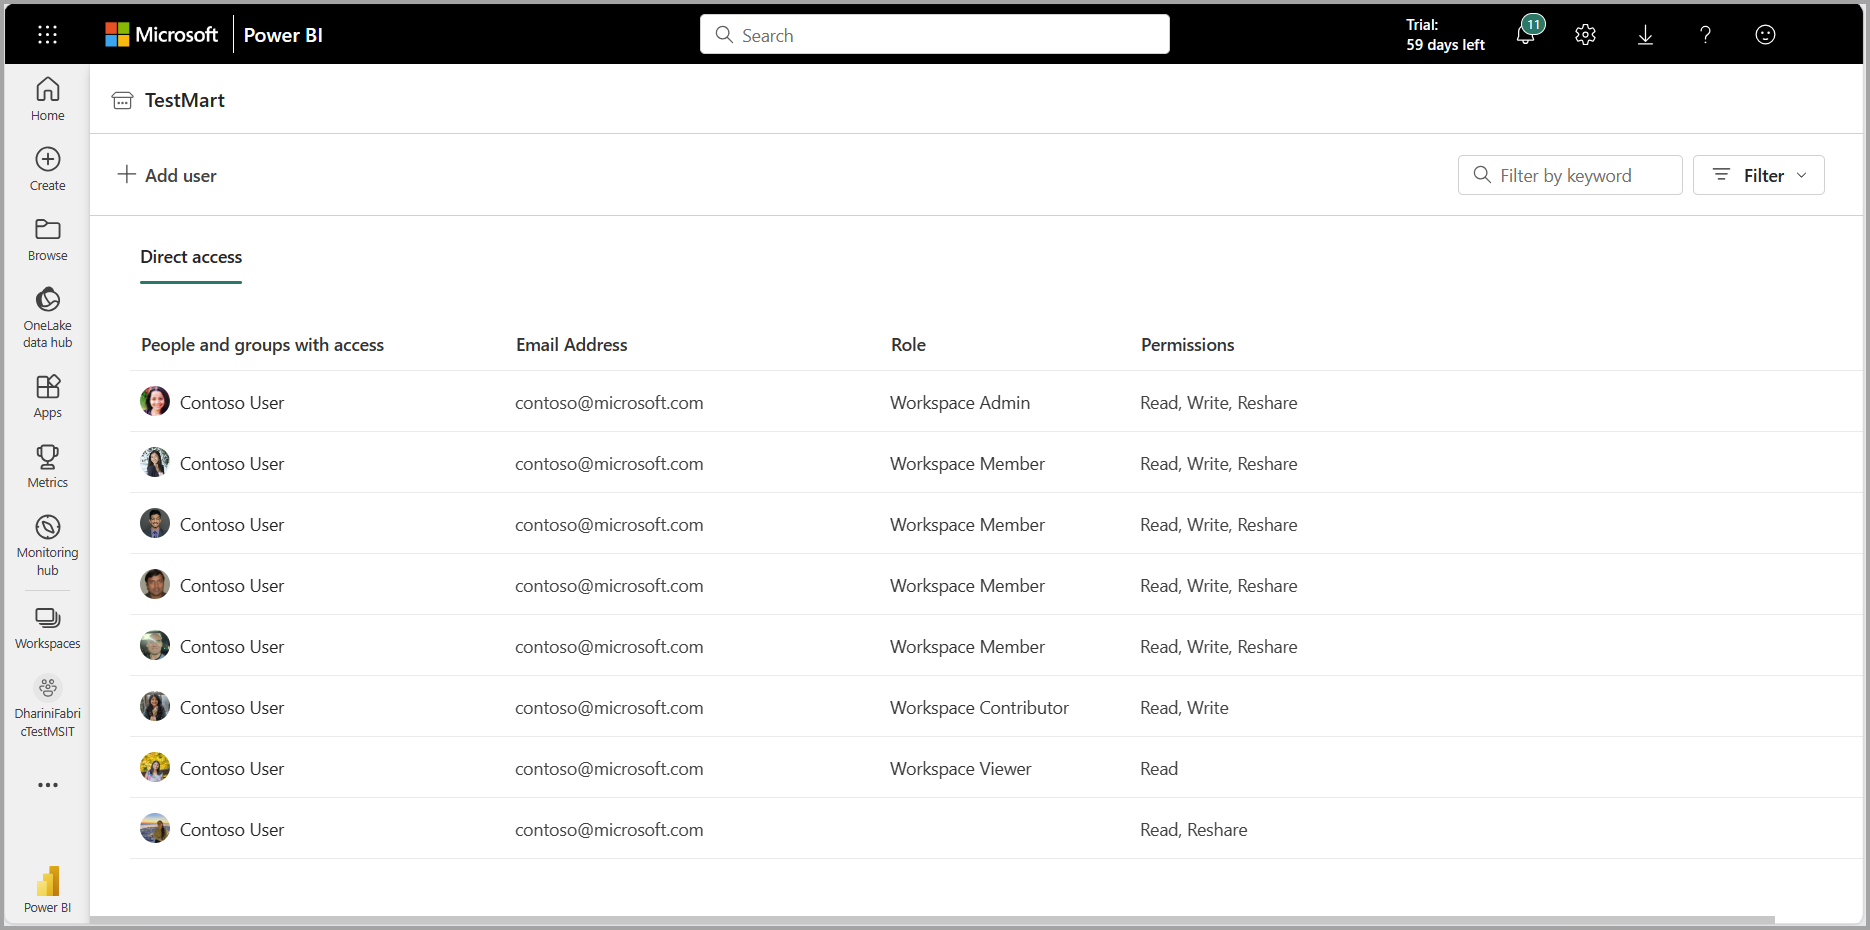 Microsoft Power BI
Search
Trial:
59 days left
11
Home
Create
Browse
OneLake
data hub
Apps
Metrics
Monitoring
hub
Workspaces
DhariniFabri
cTestMSIT
Power BI
TestMart
Add user
Filter by keyword
Filter
Direct access
People and groups with access Email Address Role Permissions
Contoso User contoso@microsoft.com Workspace Admin Read, Write, Reshare
Contoso User contoso@microsoft.com Workspace Member Read, Write, Reshare
Contoso User contoso@microsoft.com Workspace Member Read, Write, Reshare
Contoso User contoso@microsoft.com Workspace Member Read, Write, Reshare
Contoso User contoso@microsoft.com Workspace Member Read, Write, Reshare
Contoso User contoso@microsoft.com Workspace Contributor Read, Write
Contoso User contoso@microsoft.com Workspace Viewer Read
Contoso User contoso@microsoft.com Read, Reshare